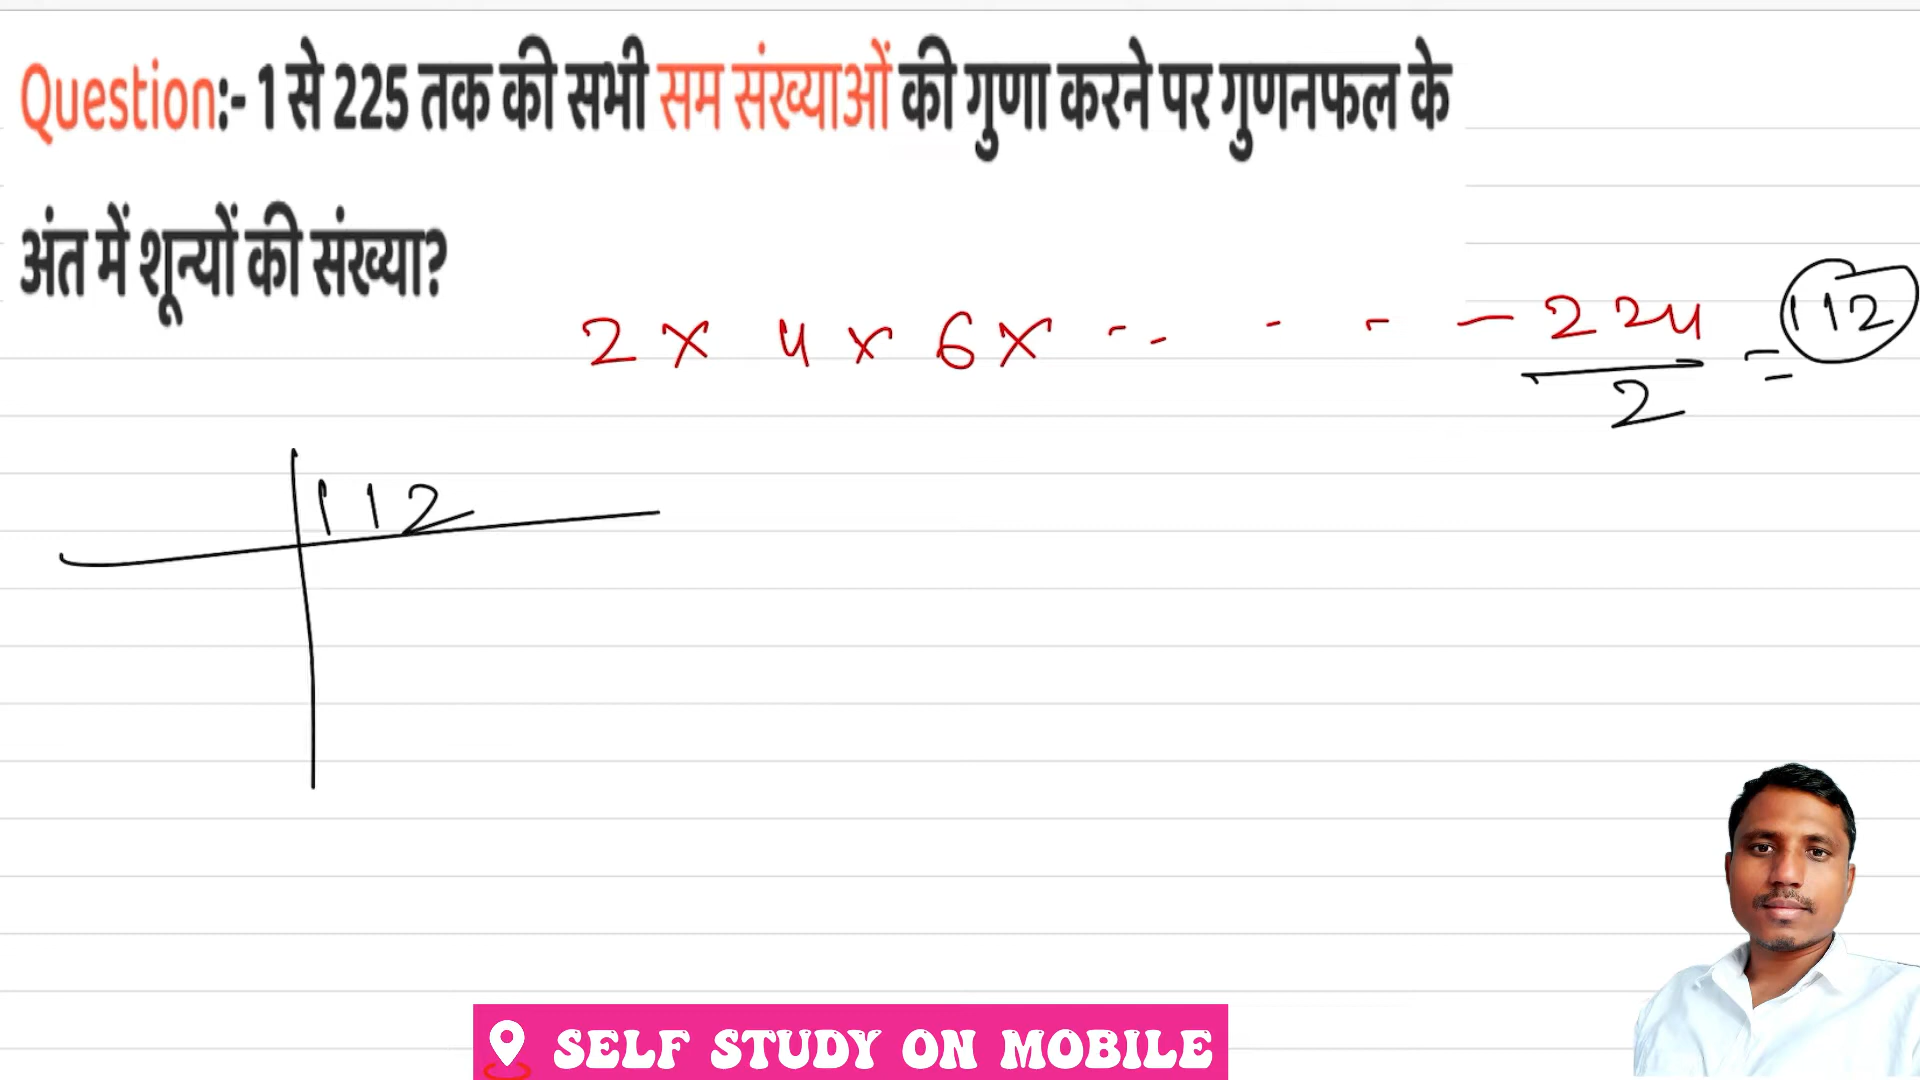 Question:- 1 से 225 तक की सभी सम संख्याओं की गुणा करने पर गुणनफल के
अंत में शून्यों की संख्या?
2 × 4 × 6 × -- - - - 224/2 = 112
112
SELF STUDY ON MOBILE